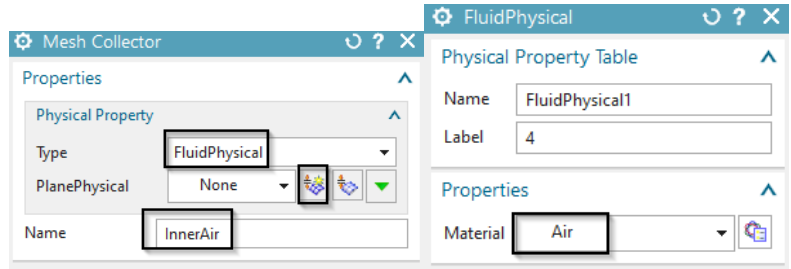 Mesh Collector
Properties
Physical Property
Type FluidPhysical
PlanePhysical None
Name InnerAir
FluidPhysical
Physical Property Table
Name FluidPhysical1
Label 4
Properties
Material Air